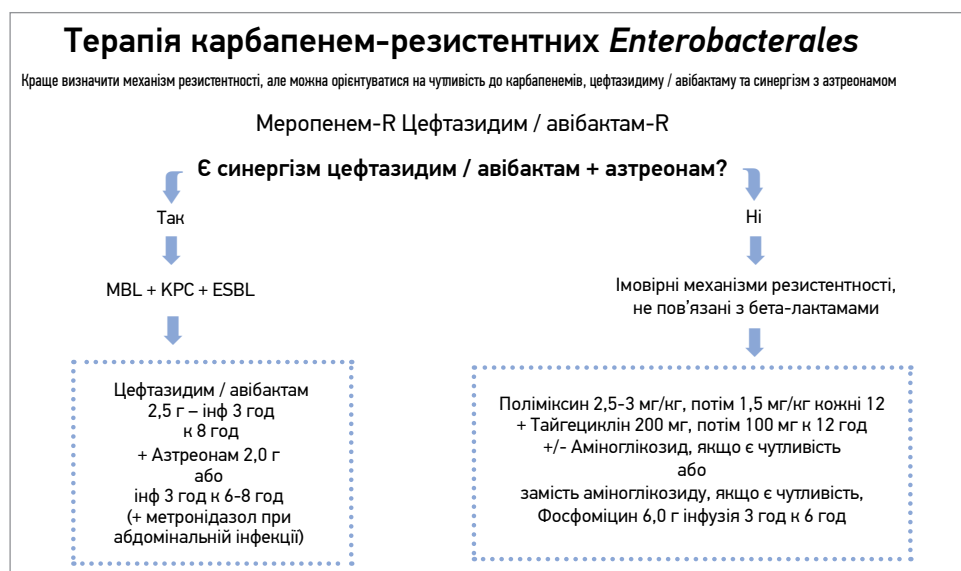 Терапія карбапенем-резистентних Enterobacterales
Краще визначити механізм резистентності, але можна орієнтуватися на чутливість до карбапенемів, цефтазидиму / авібактаму та синергізм з азтреонамом
Меропенем-R Цефтазидим / авібактам-R
Є синергізм цефтазидим / авібактам + азтреонам?
Так
Ні
MBL + KPC + ESBL
Імовірні механізми резистентності,
не пов’язані з бета-лактамами
Цефтазидим / авібактам
2,5 г – інф 3 год
к 8 год
+ Азтреонам 2,0 г
або
інф 3 год к 6-8 год
(+ метронідазол при
абдомінальній інфекції)
Поліміксин 2,5-3 мг/кг, потім 1,5 мг/кг кожні 12
+ Тайгециклін 200 мг, потім 100 мг к 12 год
+/- Аміноглікозид, якщо є чутливість
або
замість аміноглікозиду, якщо є чутливість,
Фосфоміцин 6,0 г інфузія 3 год к 6 год